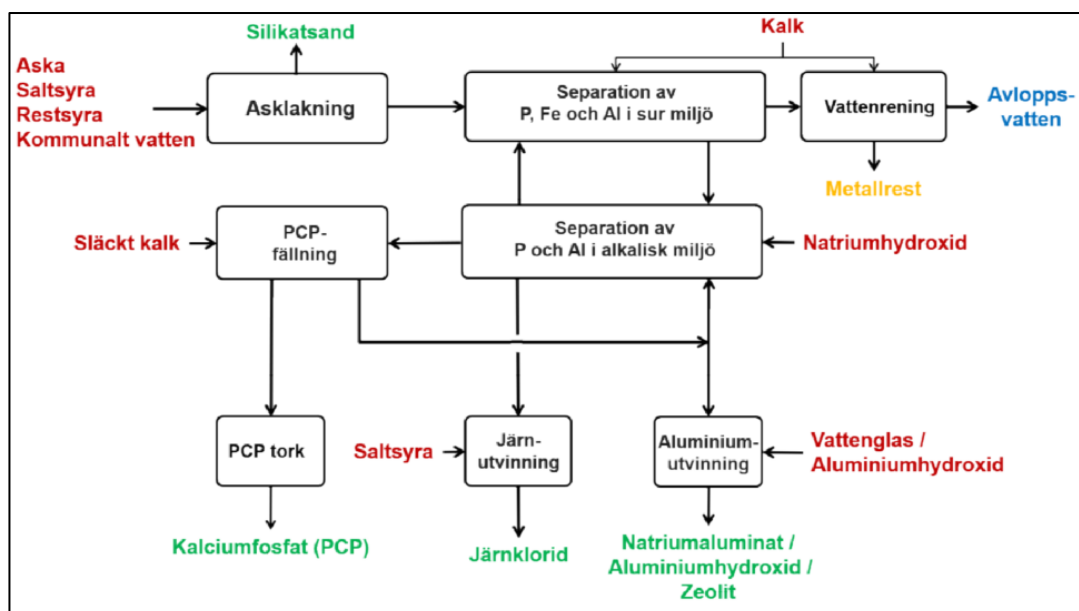 Silikatsand
Kalk
Aska
Saltsyra
Restsyra
Kommunalt vatten
Asklakning
Separation av
P, Fe och Al i sur miljö
Vattenrening
Avlopps-
vatten
Metallrest
Släckt kalk
PCP-
fällning
Separation av
P och Al i alkalisk miljö
Natriumhydroxid
PCP tork
Saltsyra
Järn-
utvinning
Aluminium-
utvinning
Vattenglas /
Aluminiumhydroxid
Kalciumfosfat (PCP)
Järnklorid
Natriumaluminat /
Aluminiumhydroxid /
Zeolit